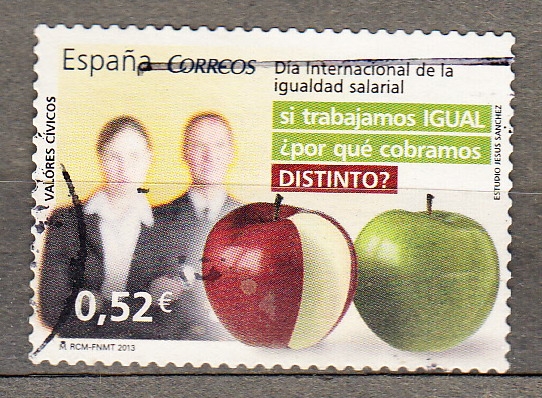 España CORREOS
Día Internacional de la
igualdad salarial
si trabajamos IGUAL
¿por qué cobramos
DISTINTO?
VALORES CÍVICOS
ESTUDIO JESÚS SÁNCHEZ
0,52€
RCM-FNMT 2013